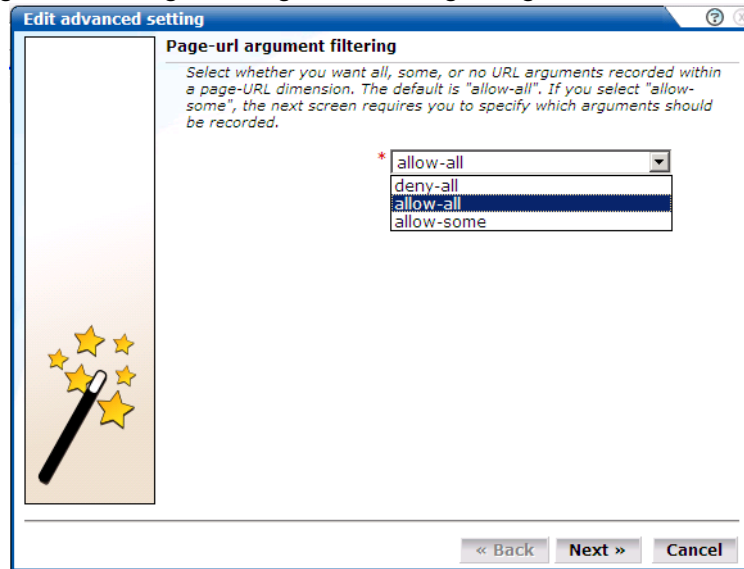 Edit advanced setting
Page-url argument filtering
Select whether you want all, some, or no URL arguments recorded within
a page-URL dimension. The default is "allow-all". If you select "allow-
some", the next screen requires you to specify which arguments should
be recorded.
* allow-all
deny-all
allow-all
allow-some
« Back Next » Cancel